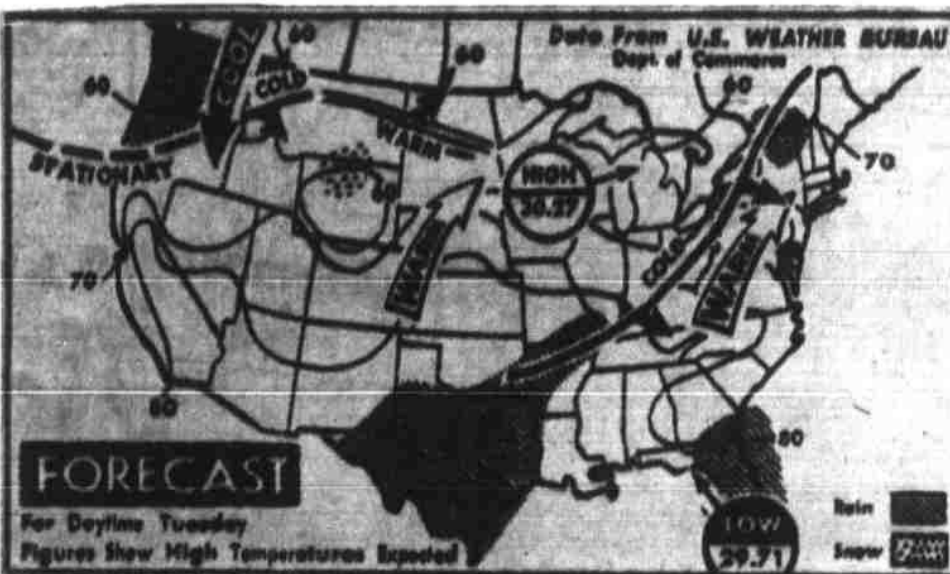 Data From U.S. WEATHER BUREAU
Dept. of Commerce
60
60
60
60
COOL
COLD
WARM
STATIONARY
HIGH
30.27
60
70
WARM
COLD
WARM
70
80
80
FORECAST
For Daytime Tuesday
Figures Show High Temperatures Expected
LOW
29.71
Rain
Snow